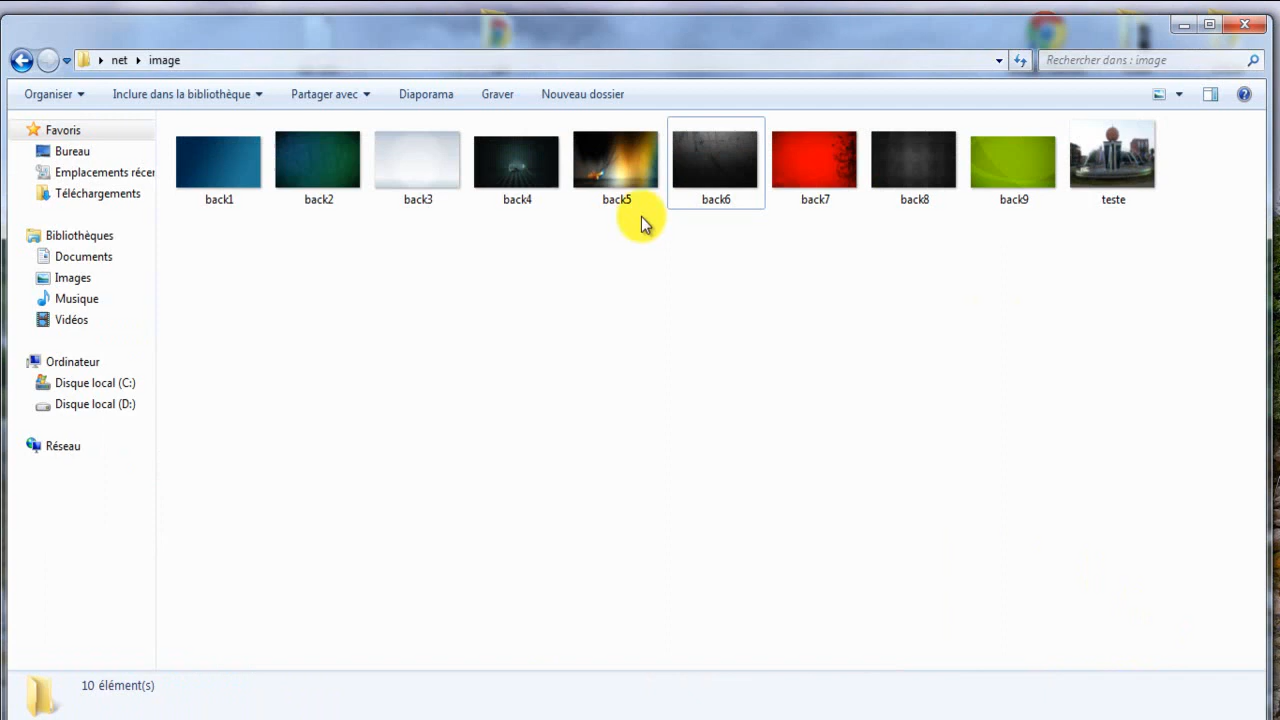 net image
Rechercher dans : image
Organiser Inclure dans la bibliothèque Partager avec Diaporama Graver Nouveau dossier
Favoris
Bureau
Emplacements récer
Téléchargements
Bibliothèques
Documents
Images
Musique
Vidéos
Ordinateur
Disque local (C:)
Disque local (D:)
Réseau
back1 back2 back3 back4 back5 back6 back7 back8 back9 teste
10 élément(s)